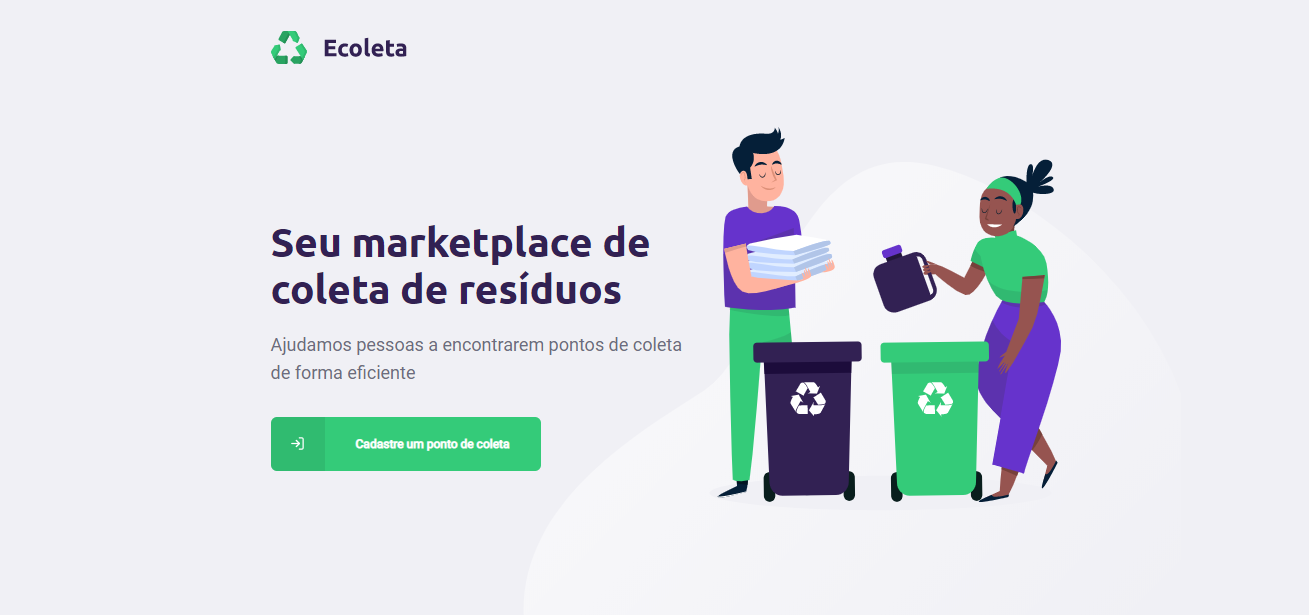 Ecoleta
Seu marketplace de
coleta de resíduos
Ajudamos pessoas a encontrarem pontos de coleta
de forma eficiente
Cadastre um ponto de coleta